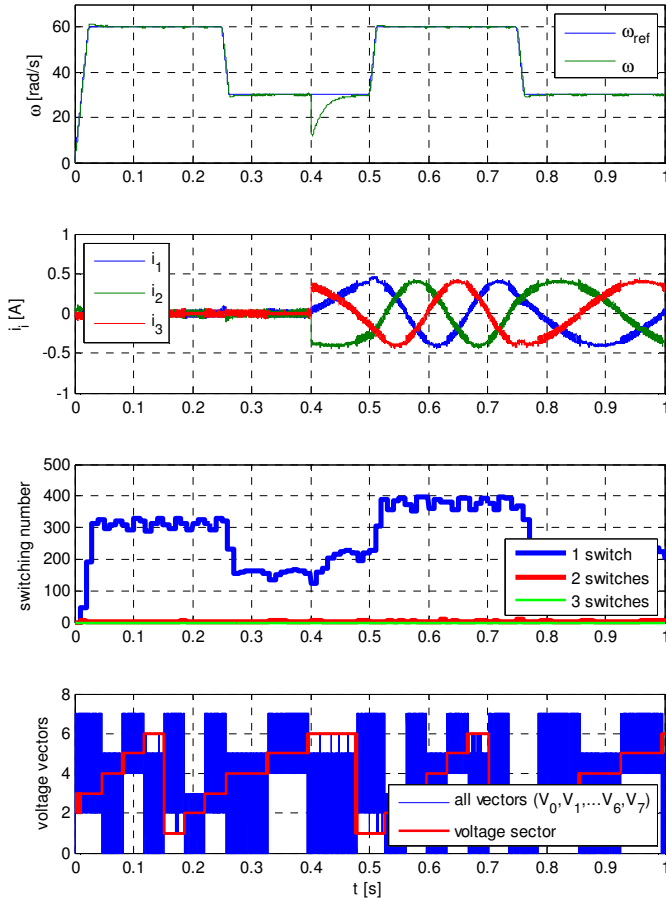 60
40
20
0
ω [rad/s]
ω_ref
ω
0 0.1 0.2 0.3 0.4 0.5 0.6 0.7 0.8 0.9 1
1
0.5
0
-0.5
-1
i_i [A]
i_1
i_2
i_3
0 0.1 0.2 0.3 0.4 0.5 0.6 0.7 0.8 0.9 1
500
400
300
200
100
0
switching number
1 switch
2 switches
3 switches
0 0.1 0.2 0.3 0.4 0.5 0.6 0.7 0.8 0.9 1
8
6
4
2
0
voltage vectors
all vectors (V_0,V_1,...V_6,V_7)
voltage sector
0 0.1 0.2 0.3 0.4 0.5 0.6 0.7 0.8 0.9 1
t [s]